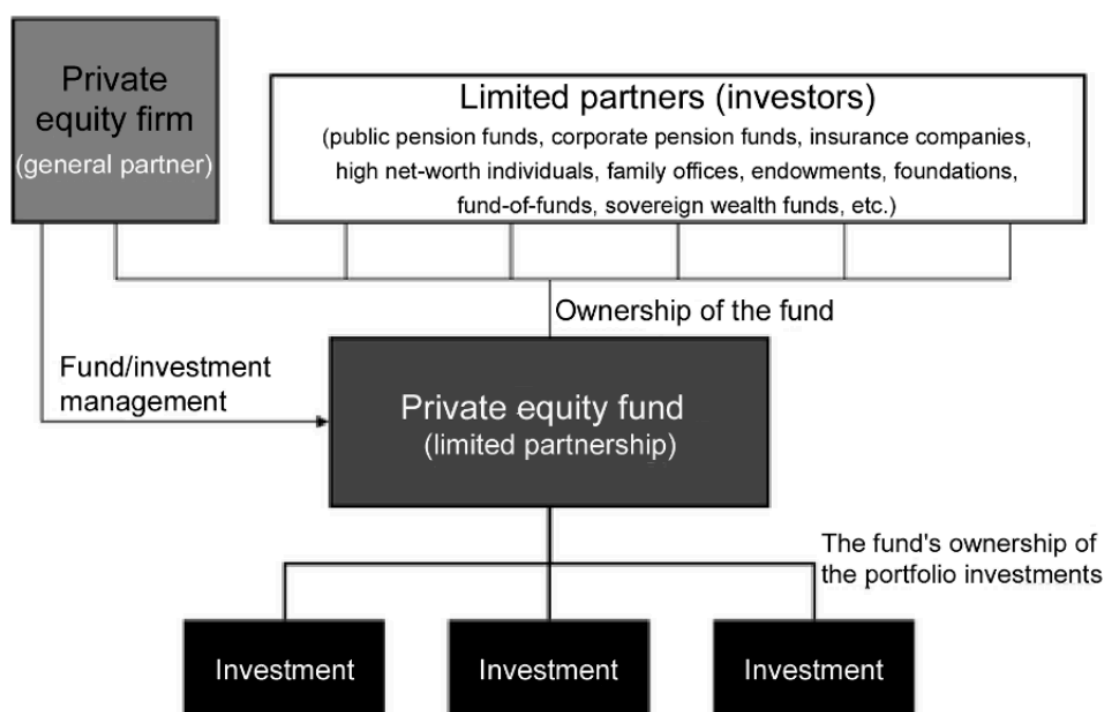 Private
equity firm
(general partner)
Limited partners (investors)
(public pension funds, corporate pension funds, insurance companies,
high net-worth individuals, family offices, endowments, foundations,
fund-of-funds, sovereign wealth funds, etc.)
Ownership of the fund
Fund/investment
management
Private equity fund
(limited partnership)
The fund's ownership of
the portfolio investments
Investment
Investment
Investment